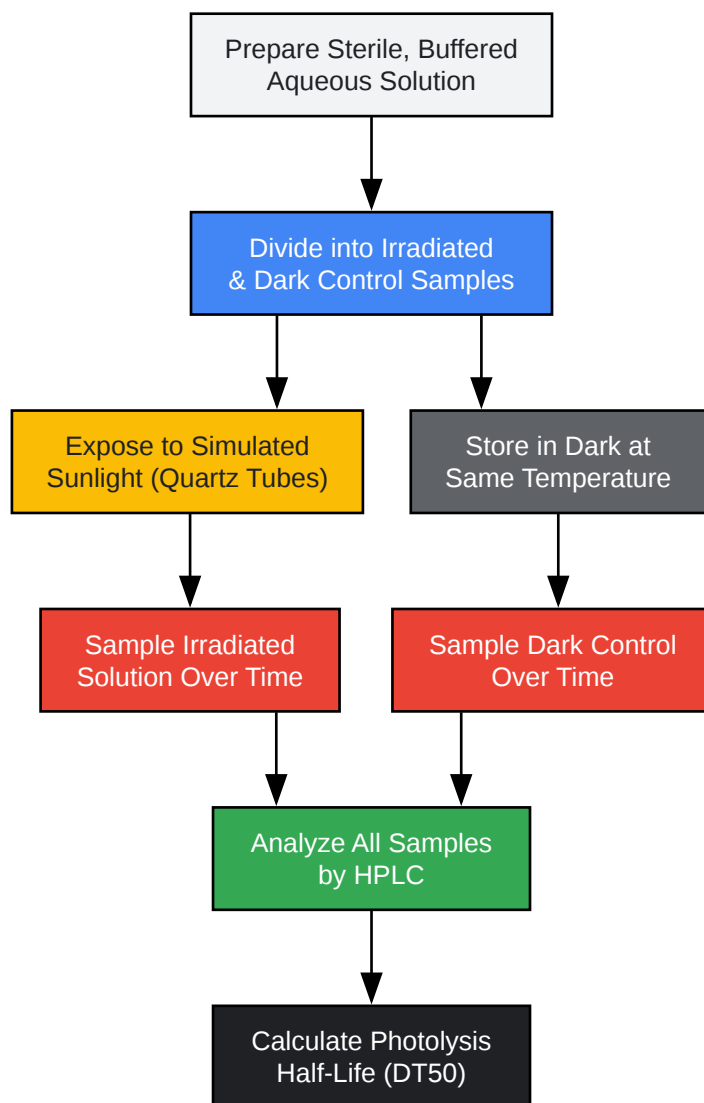 Prepare Sterile, Buffered
Aqueous Solution
Divide into Irradiated
& Dark Control Samples
Expose to Simulated
Sunlight (Quartz Tubes)
Store in Dark at
Same Temperature
Sample Irradiated
Solution Over Time
Sample Dark Control
Over Time
Analyze All Samples
by HPLC
Calculate Photolysis
Half-Life (DT50)